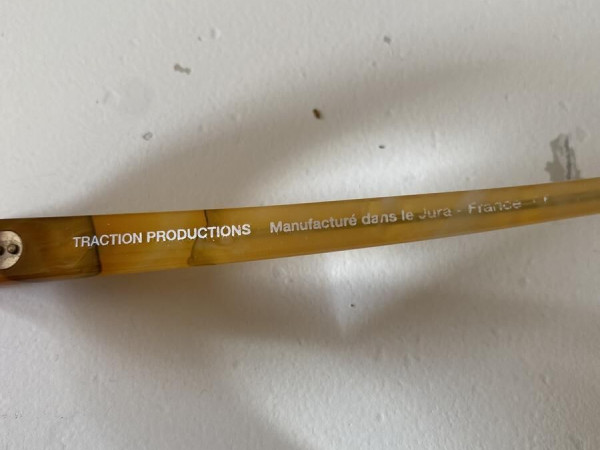 TRACTION PRODUCTIONS Manufacturé dans le Jura - France